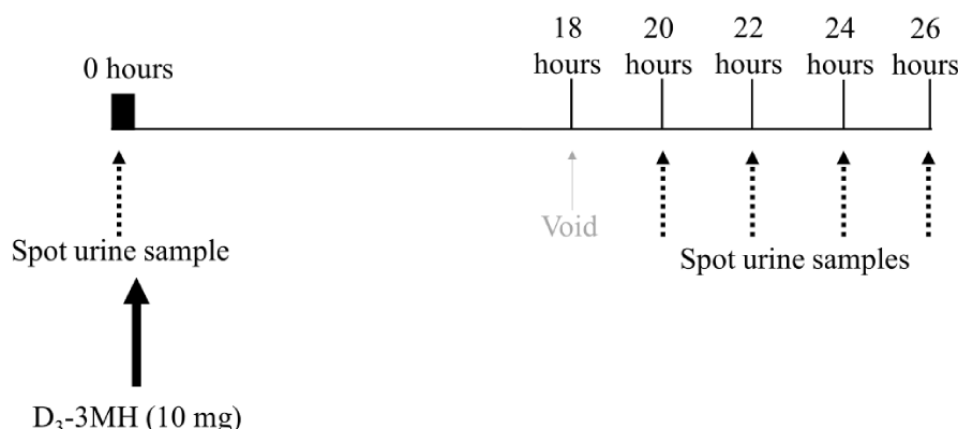 0 hours
18 hours
20 hours
22 hours
24 hours
26 hours
Void
Spot urine sample
Spot urine samples
D₃-3MH (10 mg)